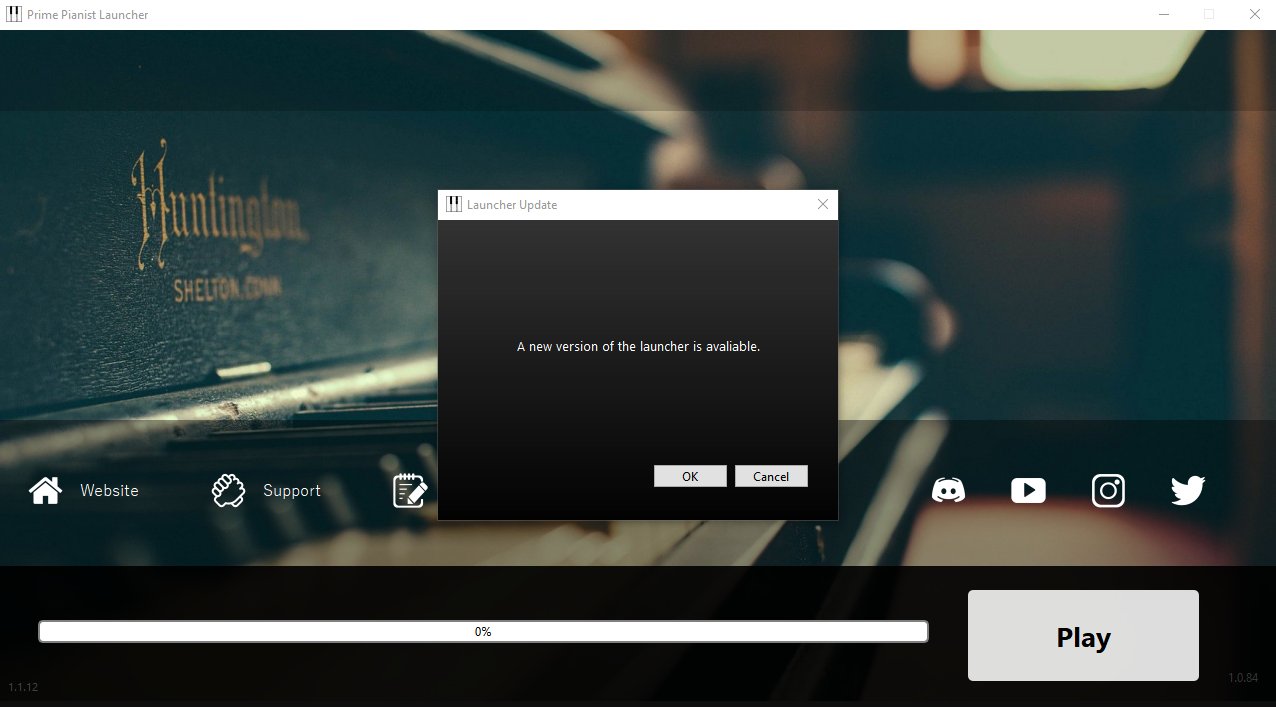 Prime Pianist Launcher
Huntington
SHELTON.CONN
Launcher Update
A new version of the launcher is avaliable.
OK
Cancel
Website
Support
0%
Play
1.1.12
1.0.84